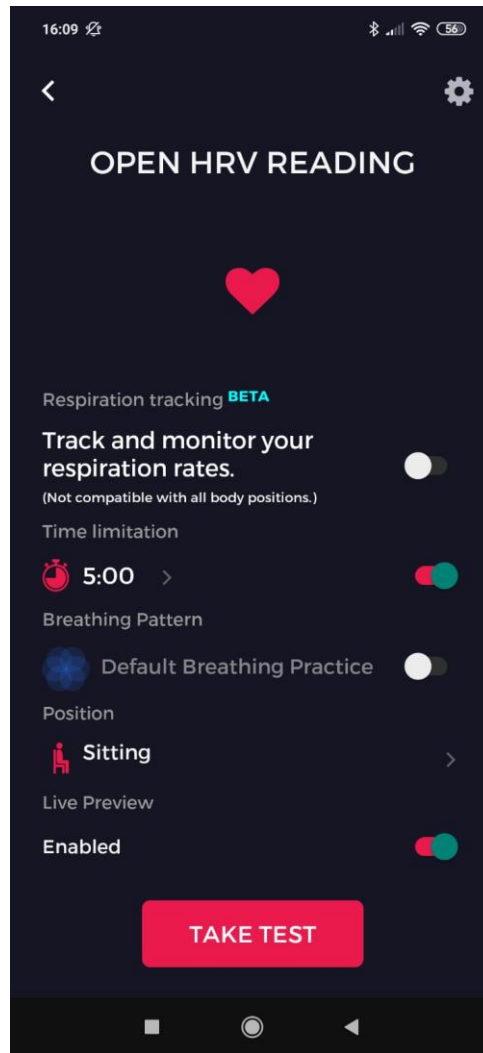 16:09
56
OPEN HRV READING
Respiration tracking BETA
Track and monitor your
respiration rates.
(Not compatible with all body positions.)
Time limitation
5:00
Breathing Pattern
Default Breathing Practice
Position
Sitting
Live Preview
Enabled
TAKE TEST